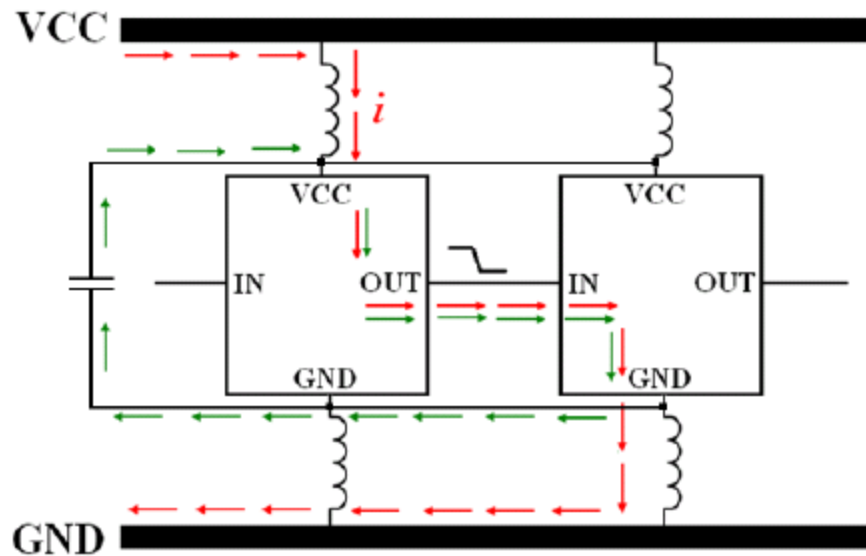 VCC
i
VCC VCC
IN OUT IN OUT
GND GND
GND